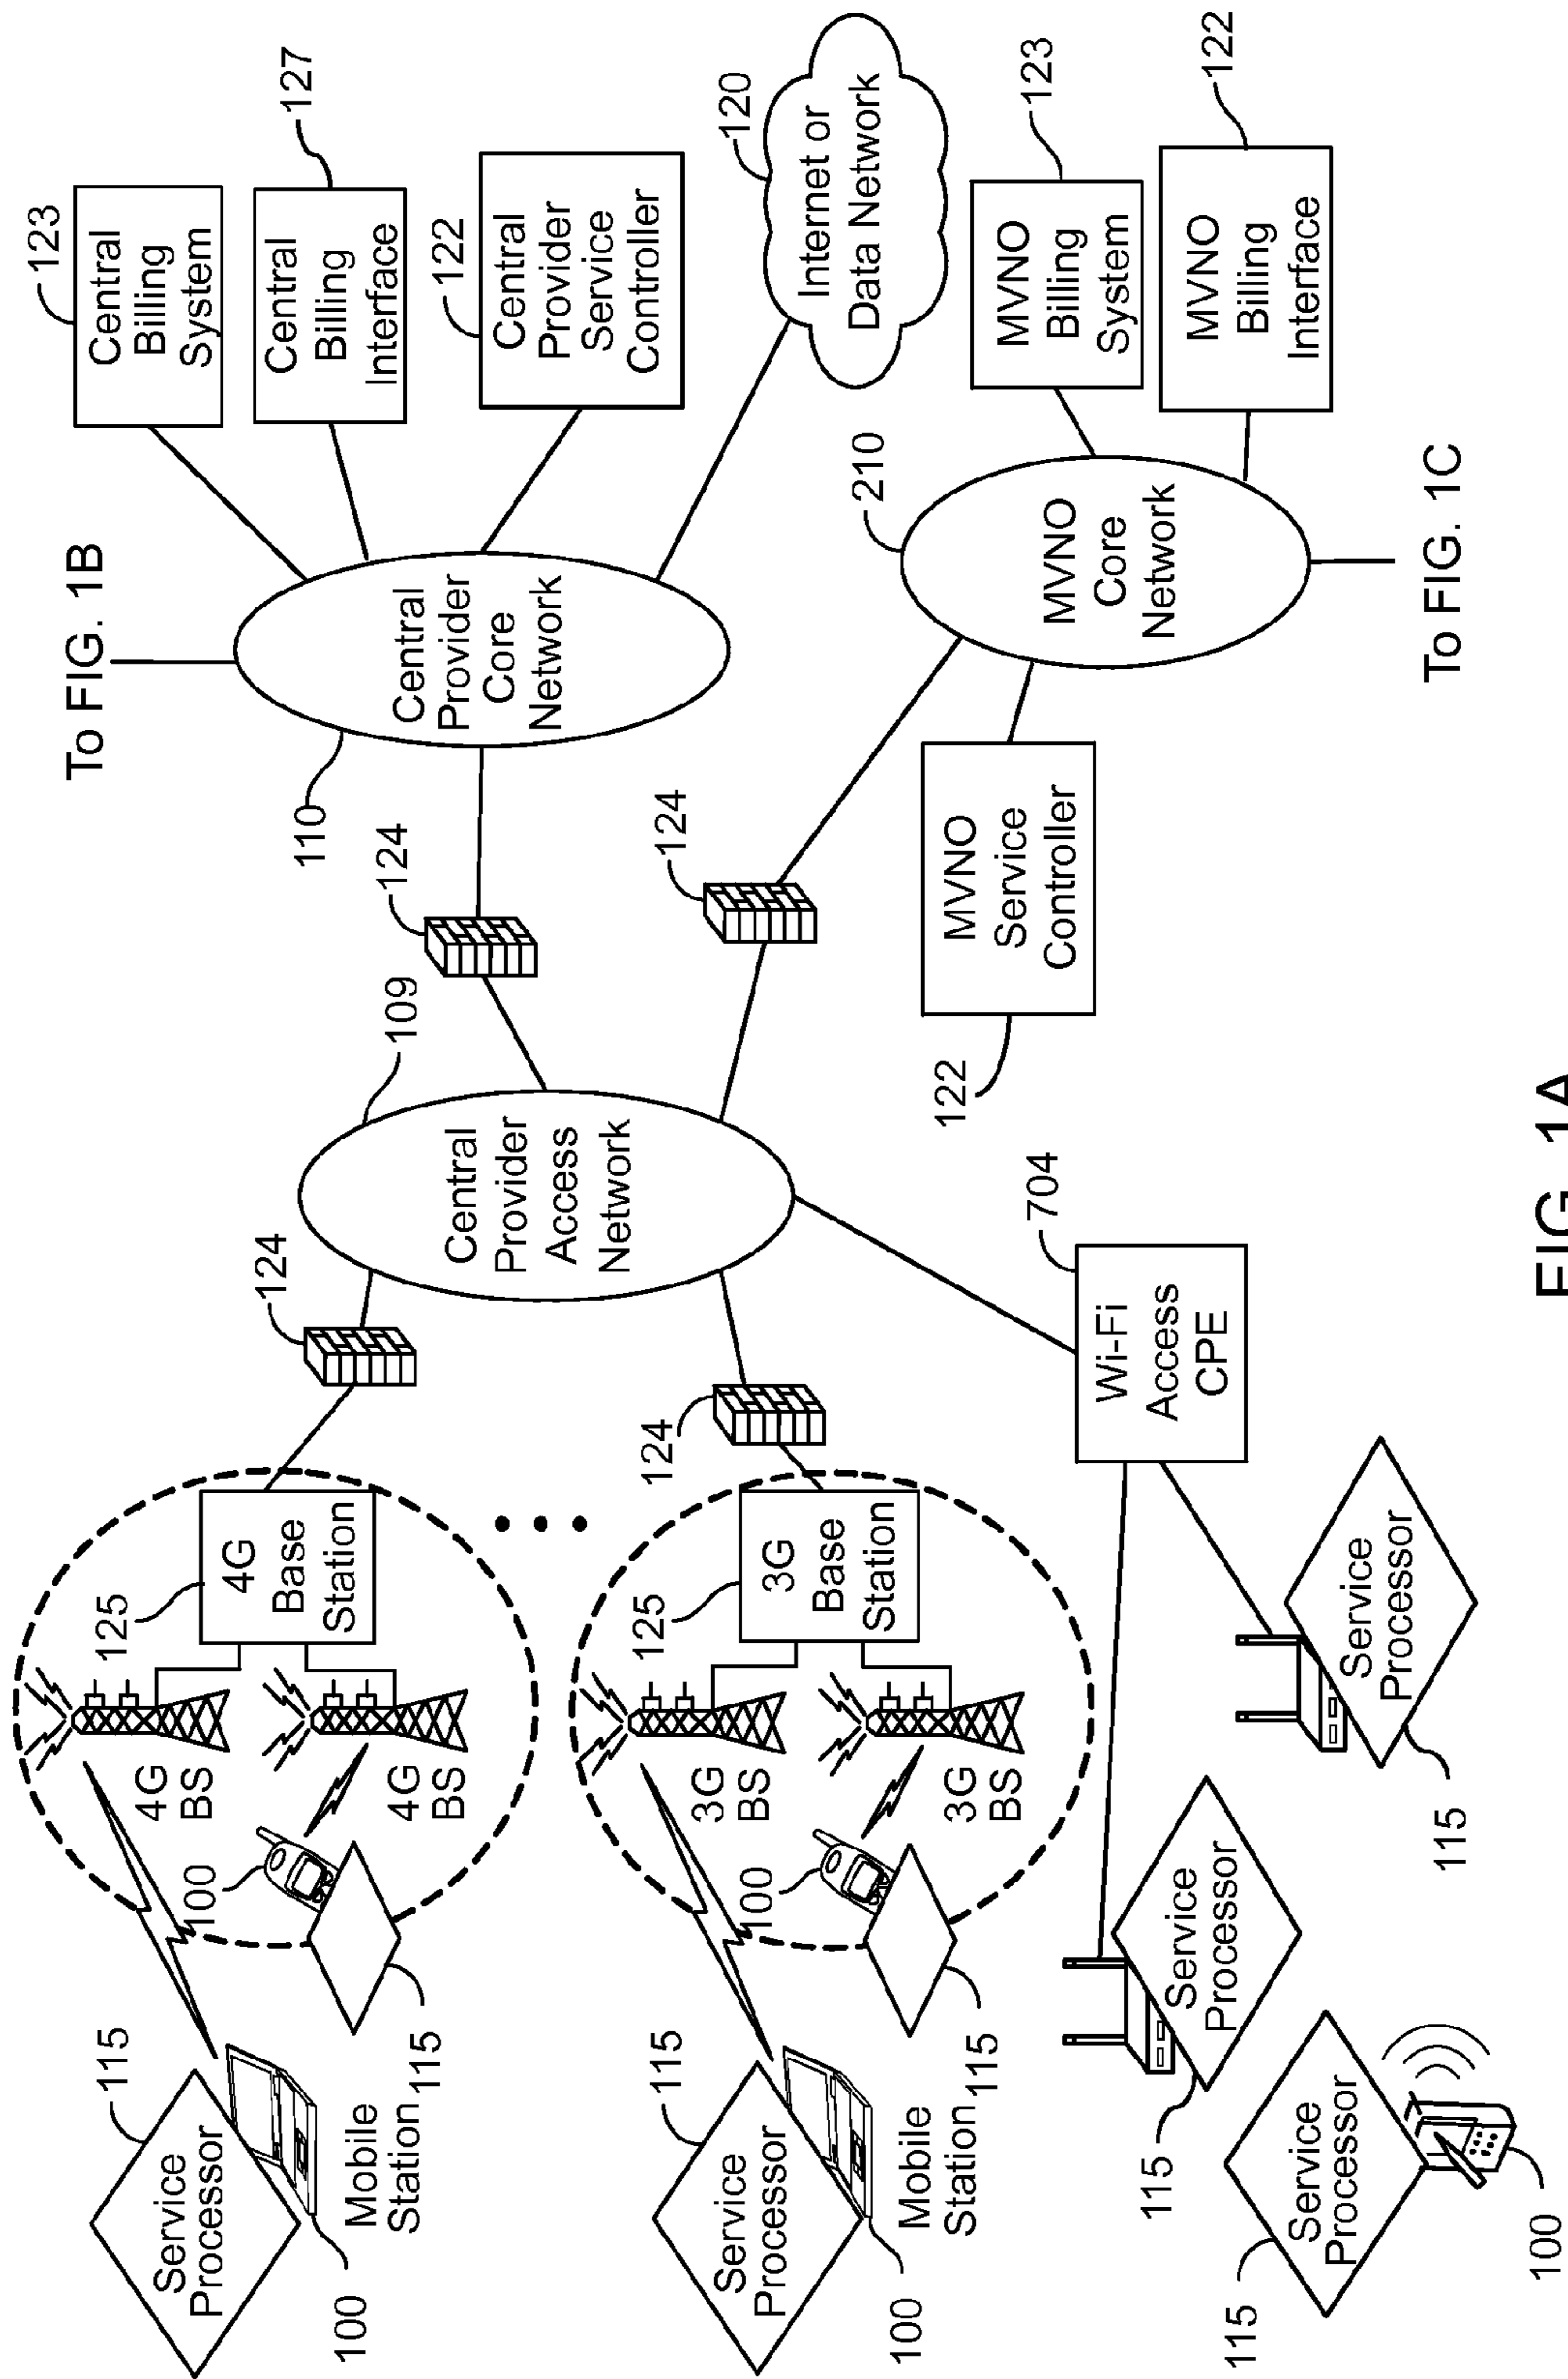 To FIG. 1B
123
Central
Billing
System
127
Central
Billing
Interface
122
Central
Provider
Service
Controller
110
Central
Provider
Core
Network
120
Internet or
Data Network
124
124
109
Central
Provider
Access
Network
124
124
210
MVNO
Core
Network
123
MVNO
Billing
System
122
MVNO
Billing
Interface
MVNO
Service
Controller
122
To FIG. 1C
125
4G
Base
Station
4G
BS
4G
BS
100
115
Service
Processor
115
Mobile
Station
100
125
3G
Base
Station
3G
BS
3G
BS
100
115
Service
Processor
115
Mobile
Station
100
704
Wi-Fi
Access
CPE
Service
Processor
115
Service
Processor
115
Service
Processor
115
100
FIG. 1A